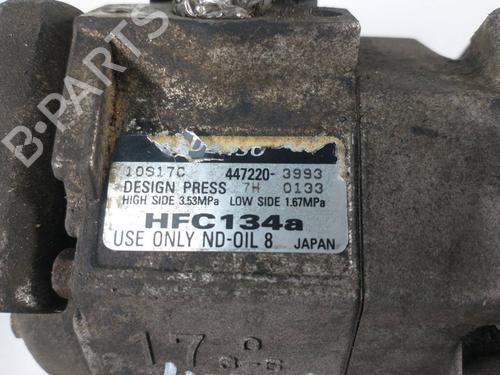 B-PARTS
DENSO
10S17C 447220-3993
DESIGN PRESS 7H 0133
HIGH SIDE 3.53MPa LOW SIDE 1.67MPa
HFC134a
USE ONLY ND-OIL 8 JAPAN
17